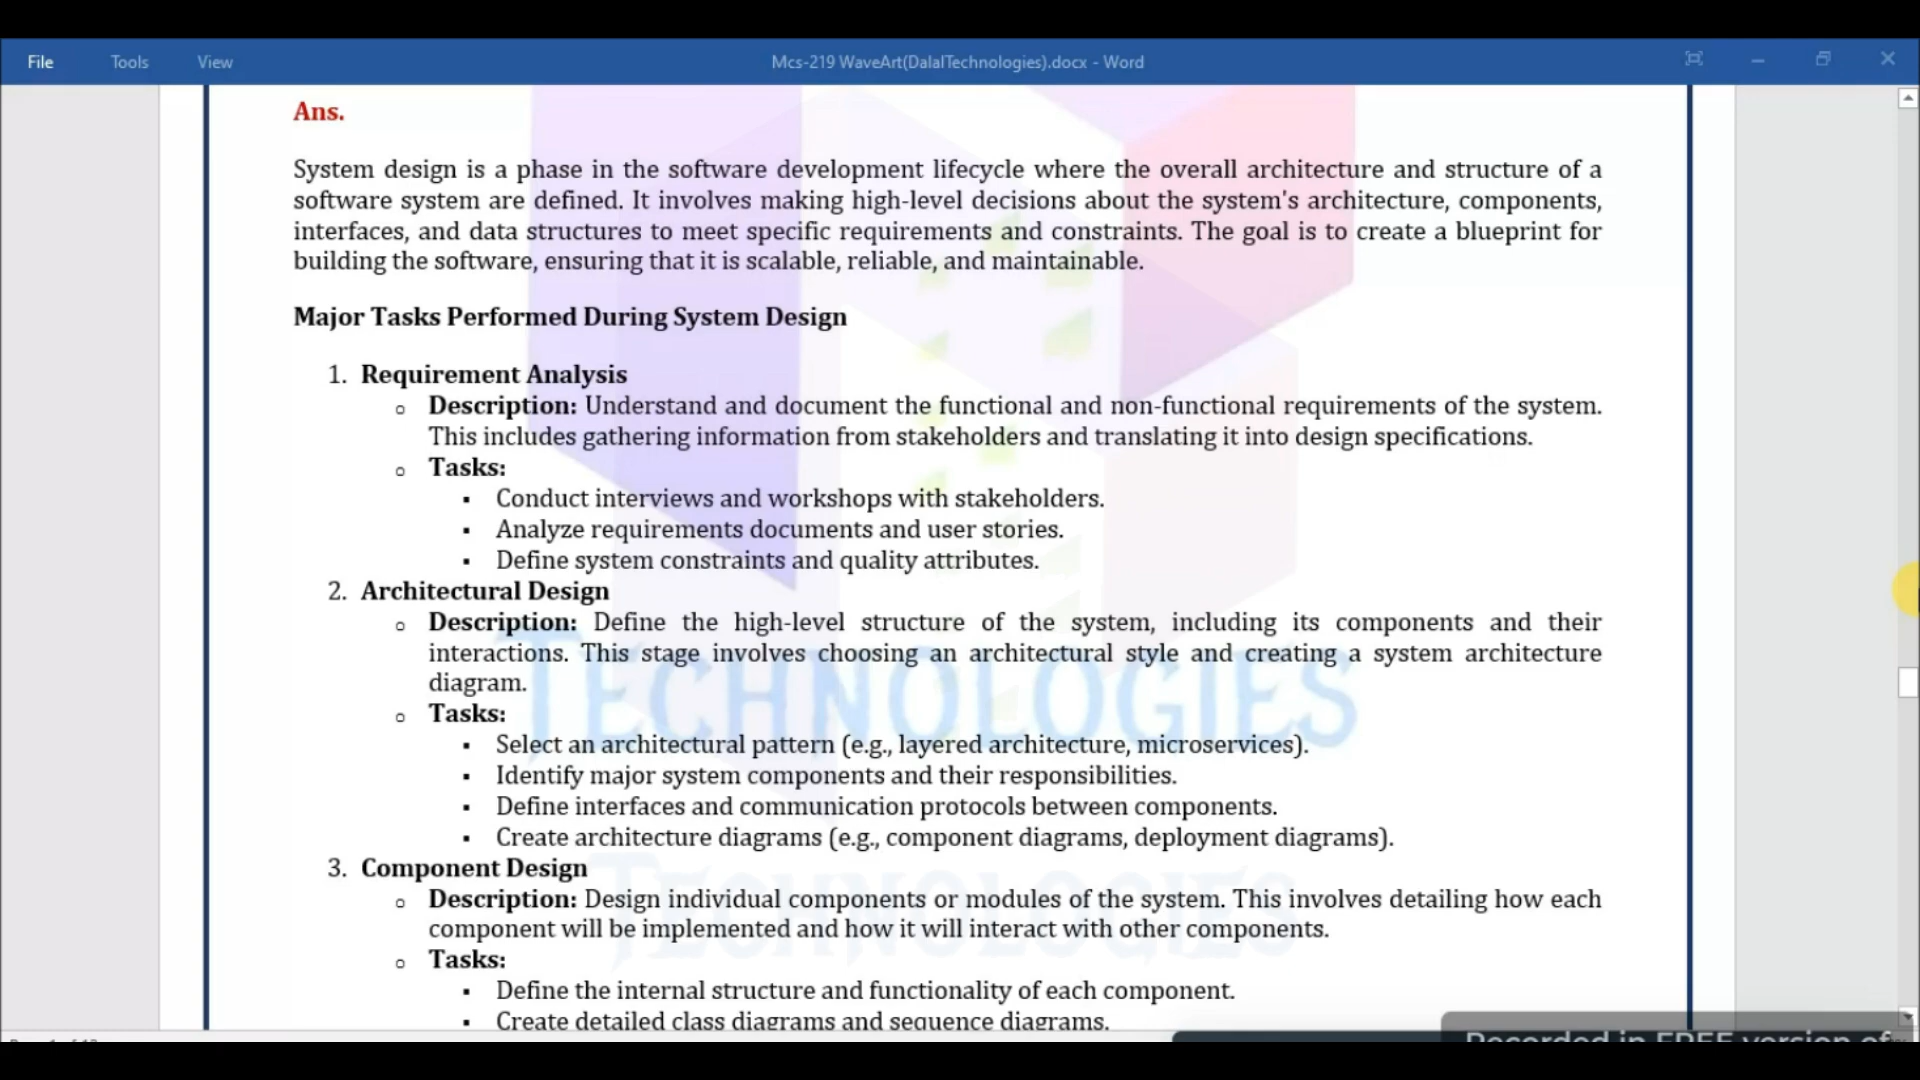 File Tools View Mcs-219 WaveArt(DalalTechnologies).docx - Word
Ans.
System design is a phase in the software development lifecycle where the overall architecture and structure of a
software system are defined. It involves making high-level decisions about the system's architecture, components,
interfaces, and data structures to meet specific requirements and constraints. The goal is to create a blueprint for
building the software, ensuring that it is scalable, reliable, and maintainable.
Major Tasks Performed During System Design
1. Requirement Analysis
o Description: Understand and document the functional and non-functional requirements of the system.
This includes gathering information from stakeholders and translating it into design specifications.
o Tasks:
▪ Conduct interviews and workshops with stakeholders.
▪ Analyze requirements documents and user stories.
▪ Define system constraints and quality attributes.
2. Architectural Design
o Description: Define the high-level structure of the system, including its components and their
interactions. This stage involves choosing an architectural style and creating a system architecture
diagram.
o Tasks:
TECHNOLOGIES
▪ Select an architectural pattern (e.g., layered architecture, microservices).
▪ Identify major system components and their responsibilities.
▪ Define interfaces and communication protocols between components.
▪ Create architecture diagrams (e.g., component diagrams, deployment diagrams).
3. Component Design
o Description: Design individual components or modules of the system. This involves detailing how each
component will be implemented and how it will interact with other components.
TECHNOLOGIES
o Tasks:
▪ Define the internal structure and functionality of each component.
▪ Create detailed class diagrams and sequence diagrams.
Recorded in FREE version of